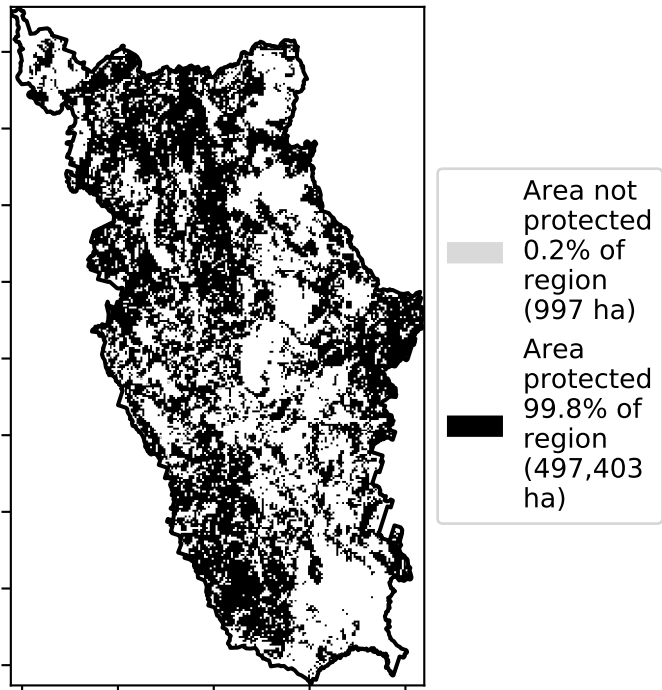 Area not
protected
0.2% of
region
(997 ha)
Area
protected
99.8% of
region
(497,403
ha)